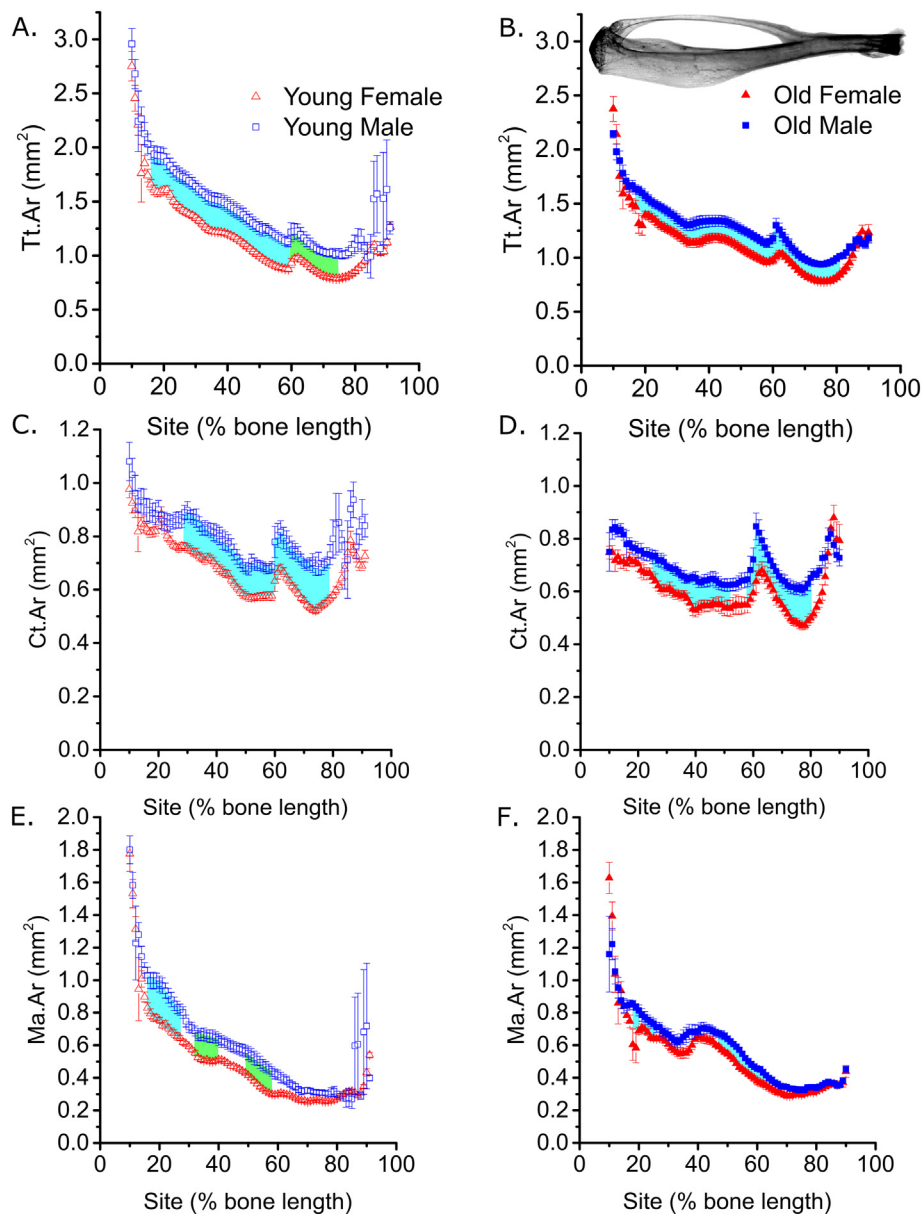 A.
3.0
2.5
2.0
1.5
1.0
0.5
0.0
Tt.Ar (mm²)
Young Female
Young Male
0 20 40 60 80 100
Site (% bone length)
B.
3.0
2.5
2.0
1.5
1.0
0.5
0.0
Tt.Ar (mm²)
Old Female
Old Male
0 20 40 60 80 100
Site (% bone length)
C.
1.2
1.0
0.8
0.6
0.4
0.2
0.0
Ct.Ar (mm²)
0 20 40 60 80 100
Site (% bone length)
D.
1.2
1.0
0.8
0.6
0.4
0.2
0.0
Ct.Ar (mm²)
0 20 40 60 80 100
Site (% bone length)
E.
2.0
1.8
1.6
1.4
1.2
1.0
0.8
0.6
0.4
0.2
0.0
Ma.Ar (mm²)
0 20 40 60 80 100
Site (% bone length)
F.
2.0
1.8
1.6
1.4
1.2
1.0
0.8
0.6
0.4
0.2
0.0
Ma.Ar (mm²)
0 20 40 60 80 100
Site (% bone length)